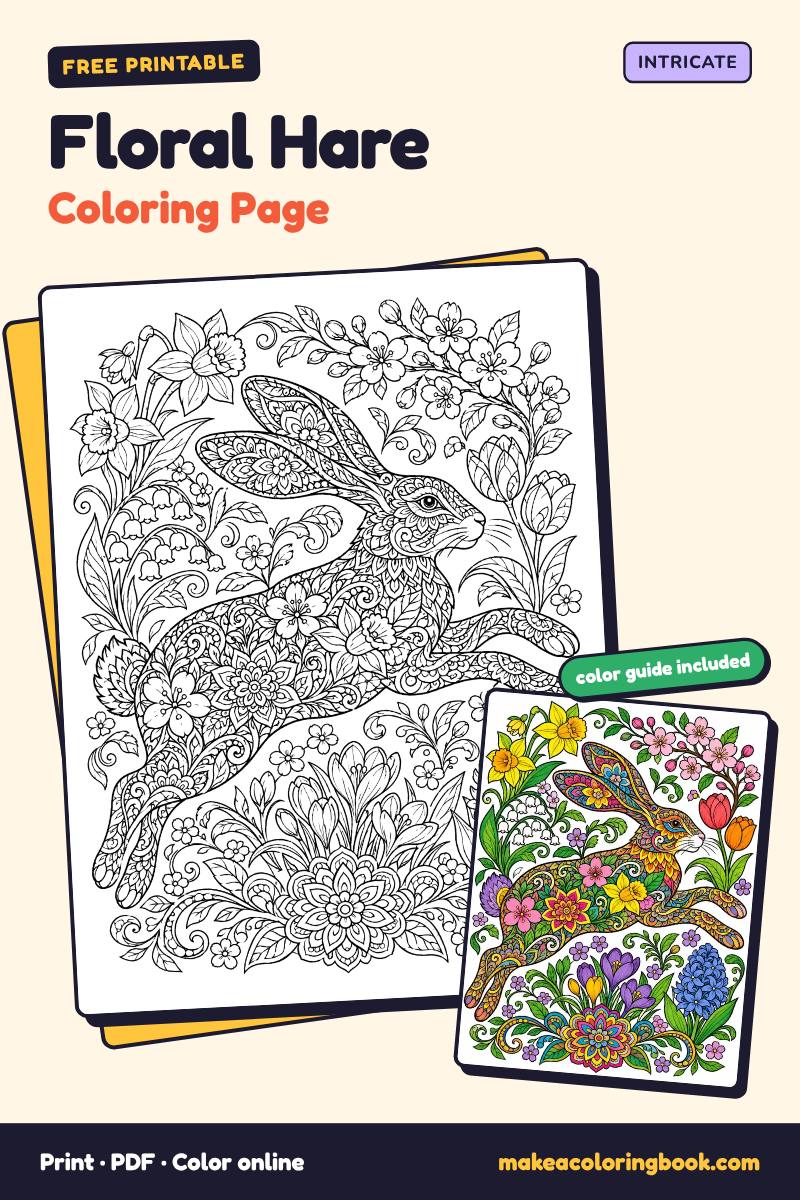 FREE PRINTABLE
INTRICATE
Floral Hare
Coloring Page
color guide included
Print · PDF · Color online
makeacoloringbook.com